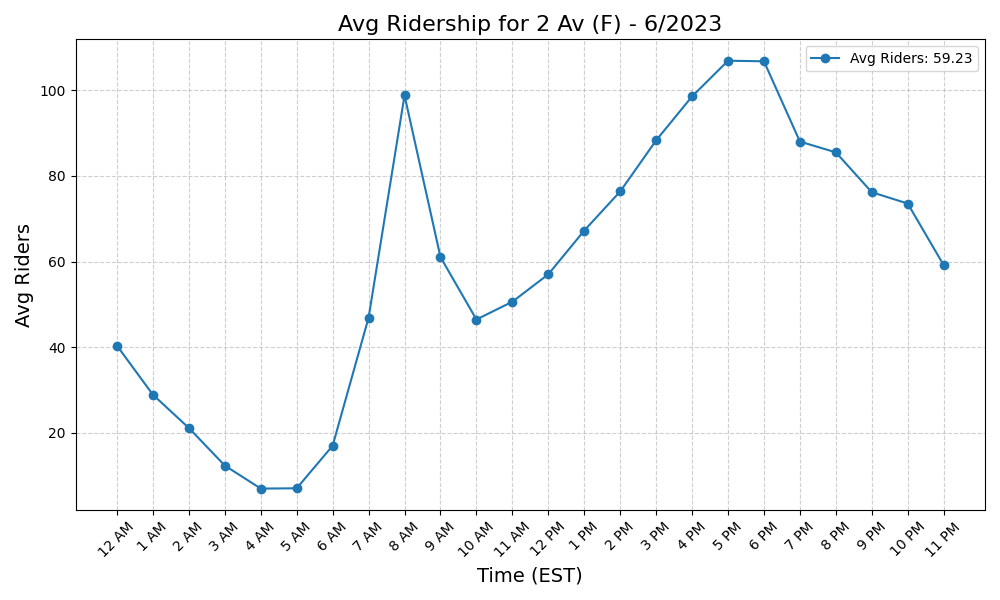 Avg Ridership for 2 Av (F) - 6/2023
Avg Riders: 59.23
Avg Riders
100
80
60
40
20
12 AM
1 AM
2 AM
3 AM
4 AM
5 AM
6 AM
7 AM
8 AM
9 AM
10 AM
11 AM
12 PM
1 PM
2 PM
3 PM
4 PM
5 PM
6 PM
7 PM
8 PM
9 PM
10 PM
11 PM
Time (EST)